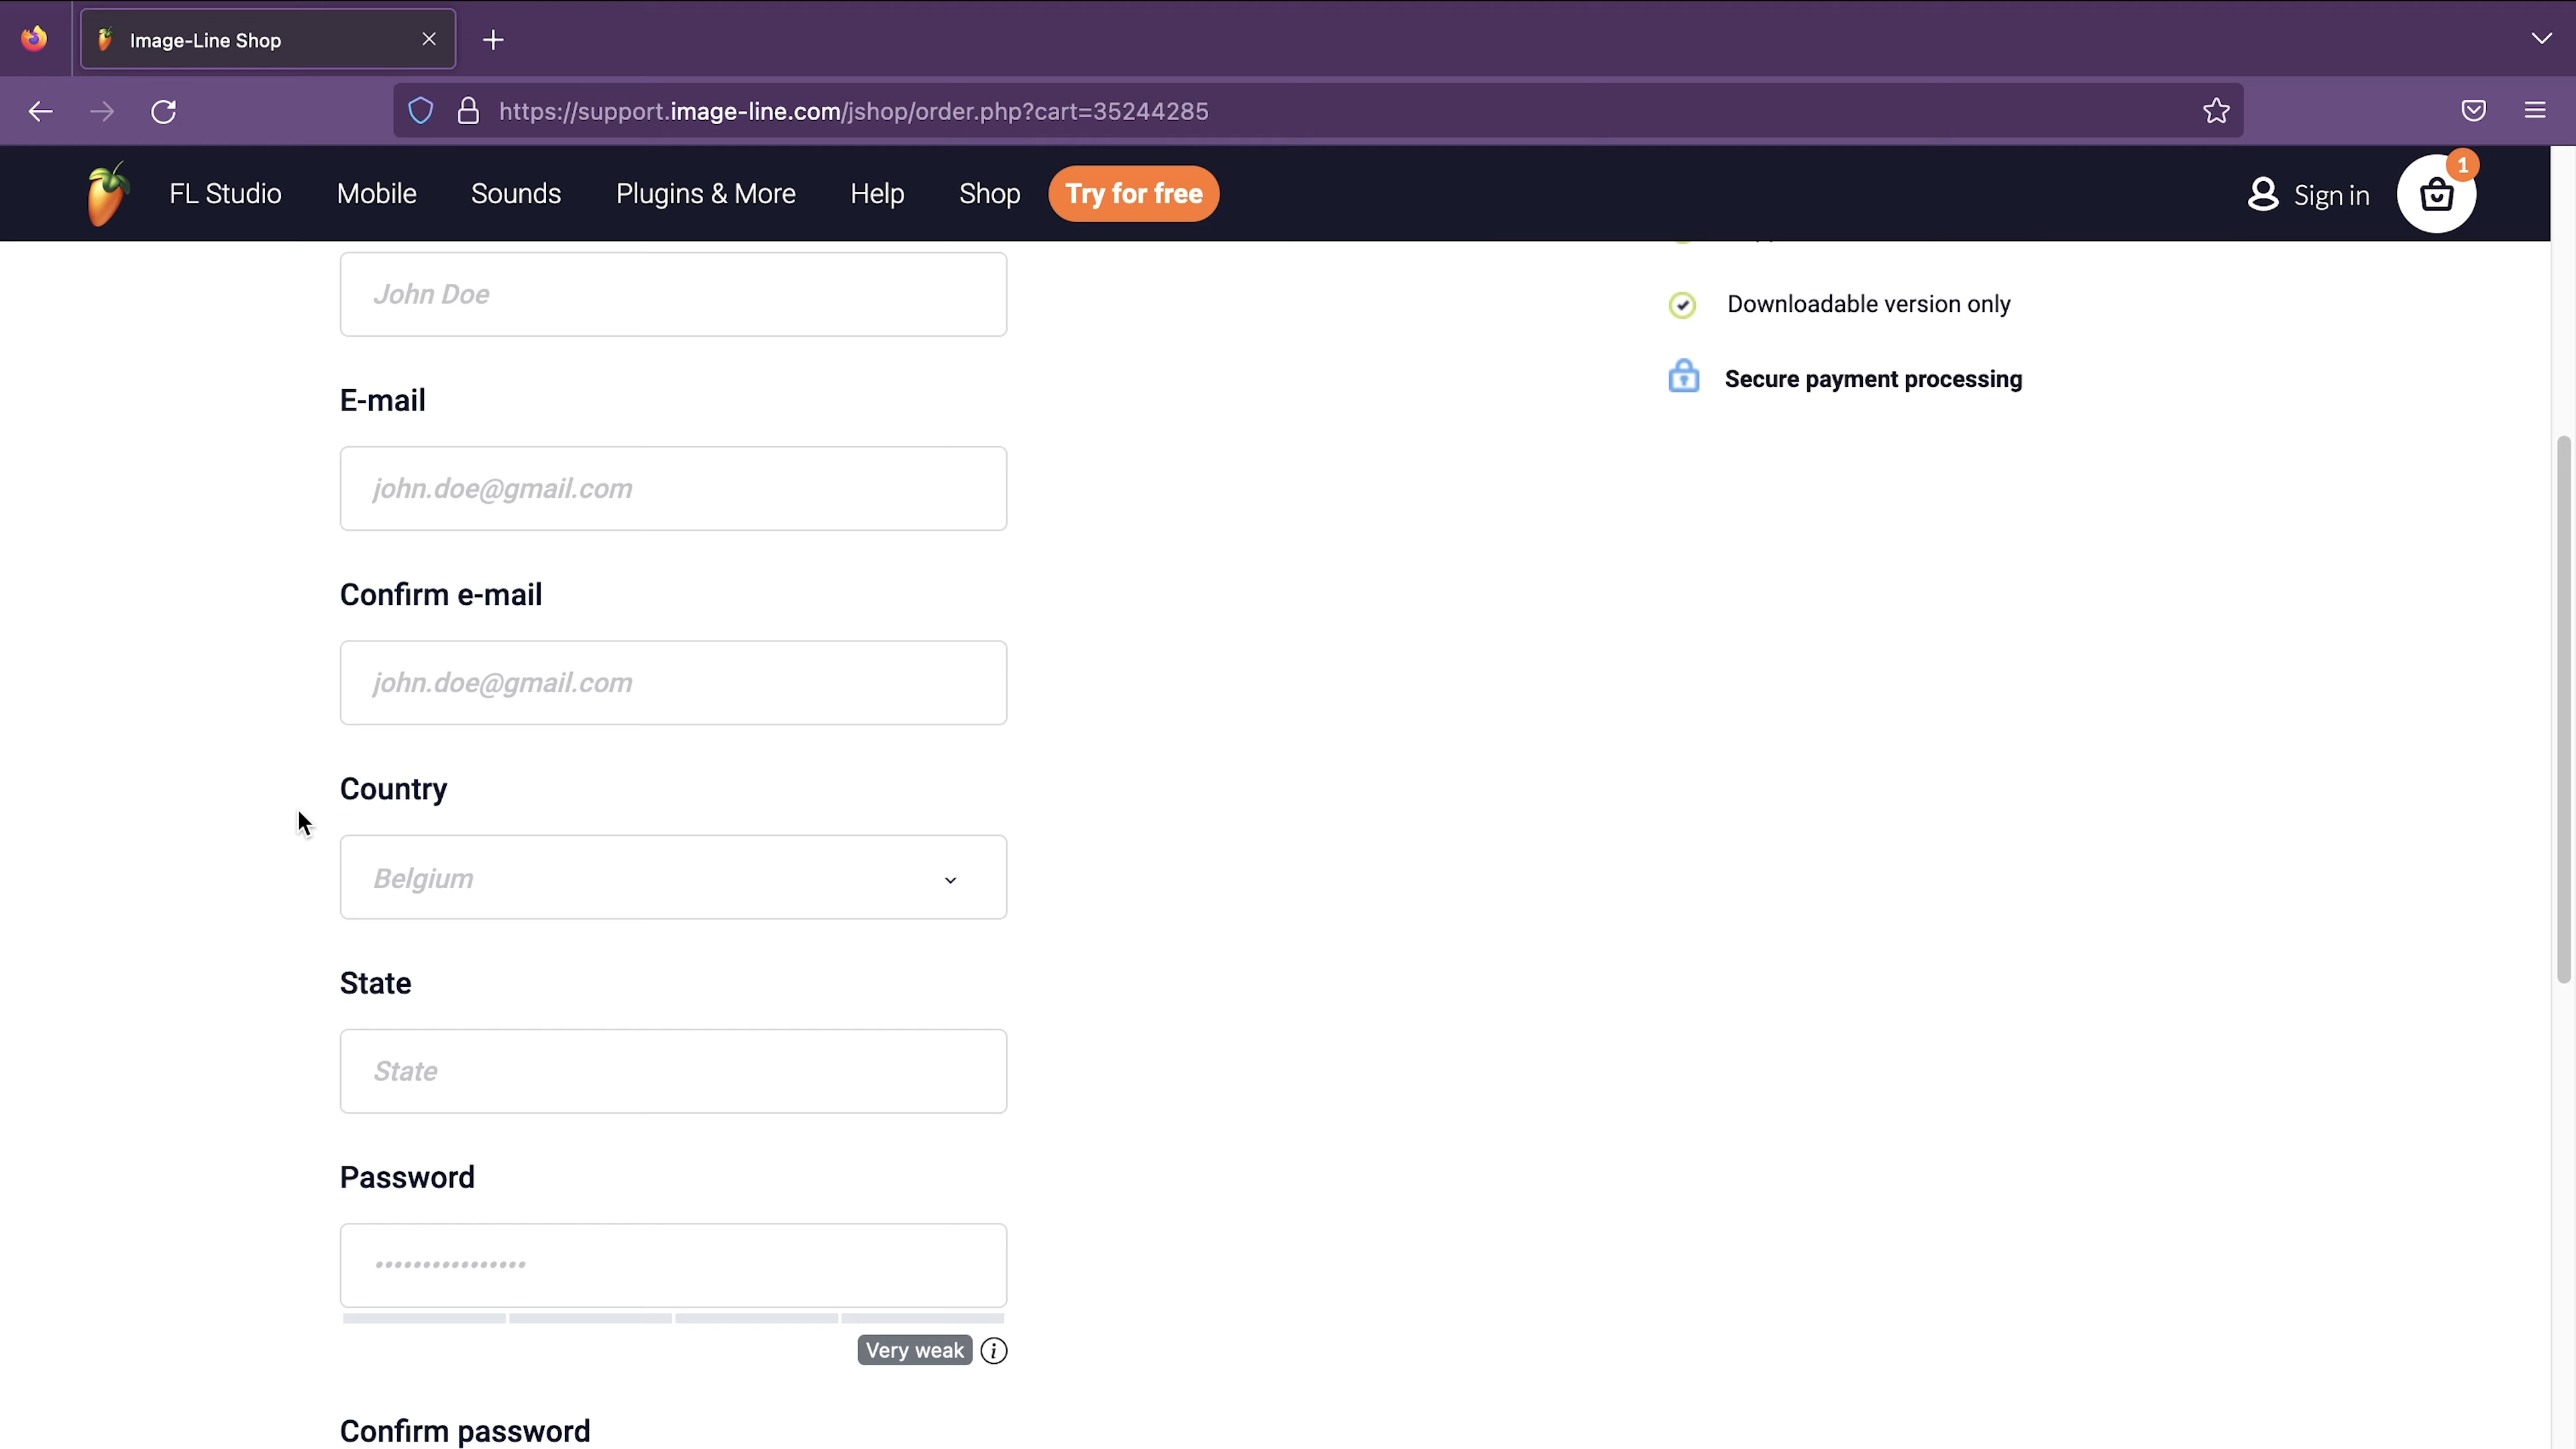 Image-Line Shop
https://support.image-line.com/jshop/order.php?cart=35244285
FL Studio Mobile Sounds Plugins & More Help Shop Try for free Sign in 1
John Doe
Downloadable version only
Secure payment processing
E-mail
john.doe@gmail.com
Confirm e-mail
john.doe@gmail.com
Country
Belgium
State
State
Password
Very weak
Confirm password